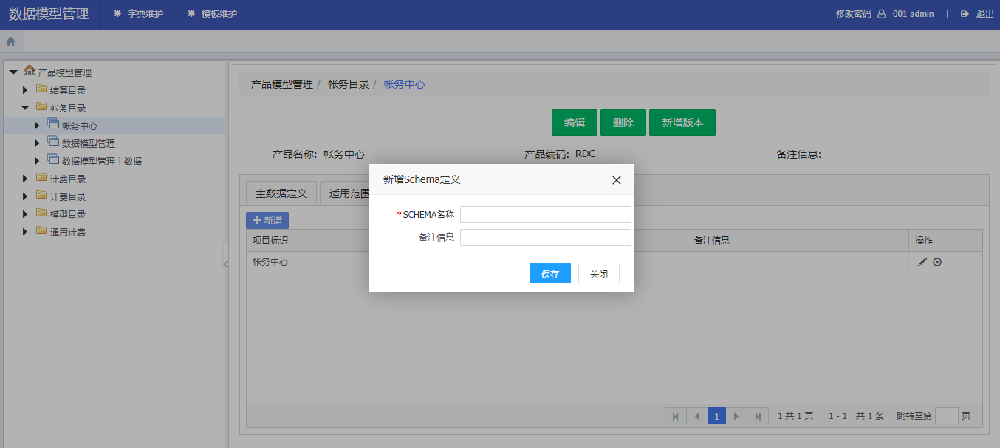 数据模型管理 字典维护 模板维护 修改密码 001 admin | 退出
产品模型管理
结算目录
帐务目录
帐务中心
数据模型管理
数据模型管理主数据
计费目录
计费目录
模型目录
通用计费
产品模型管理 / 帐务目录 / 帐务中心
编辑 删除 新增版本
产品名称: 帐务中心 产品编码: RDC 备注信息:
主数据定义 适用范围
新增
项目标识 备注信息 操作
帐务中心
新增Schema定义
*SCHEMA名称
备注信息
保存 关闭
1 1 共 1 页 1 - 1 共 1 条 跳转至第 页